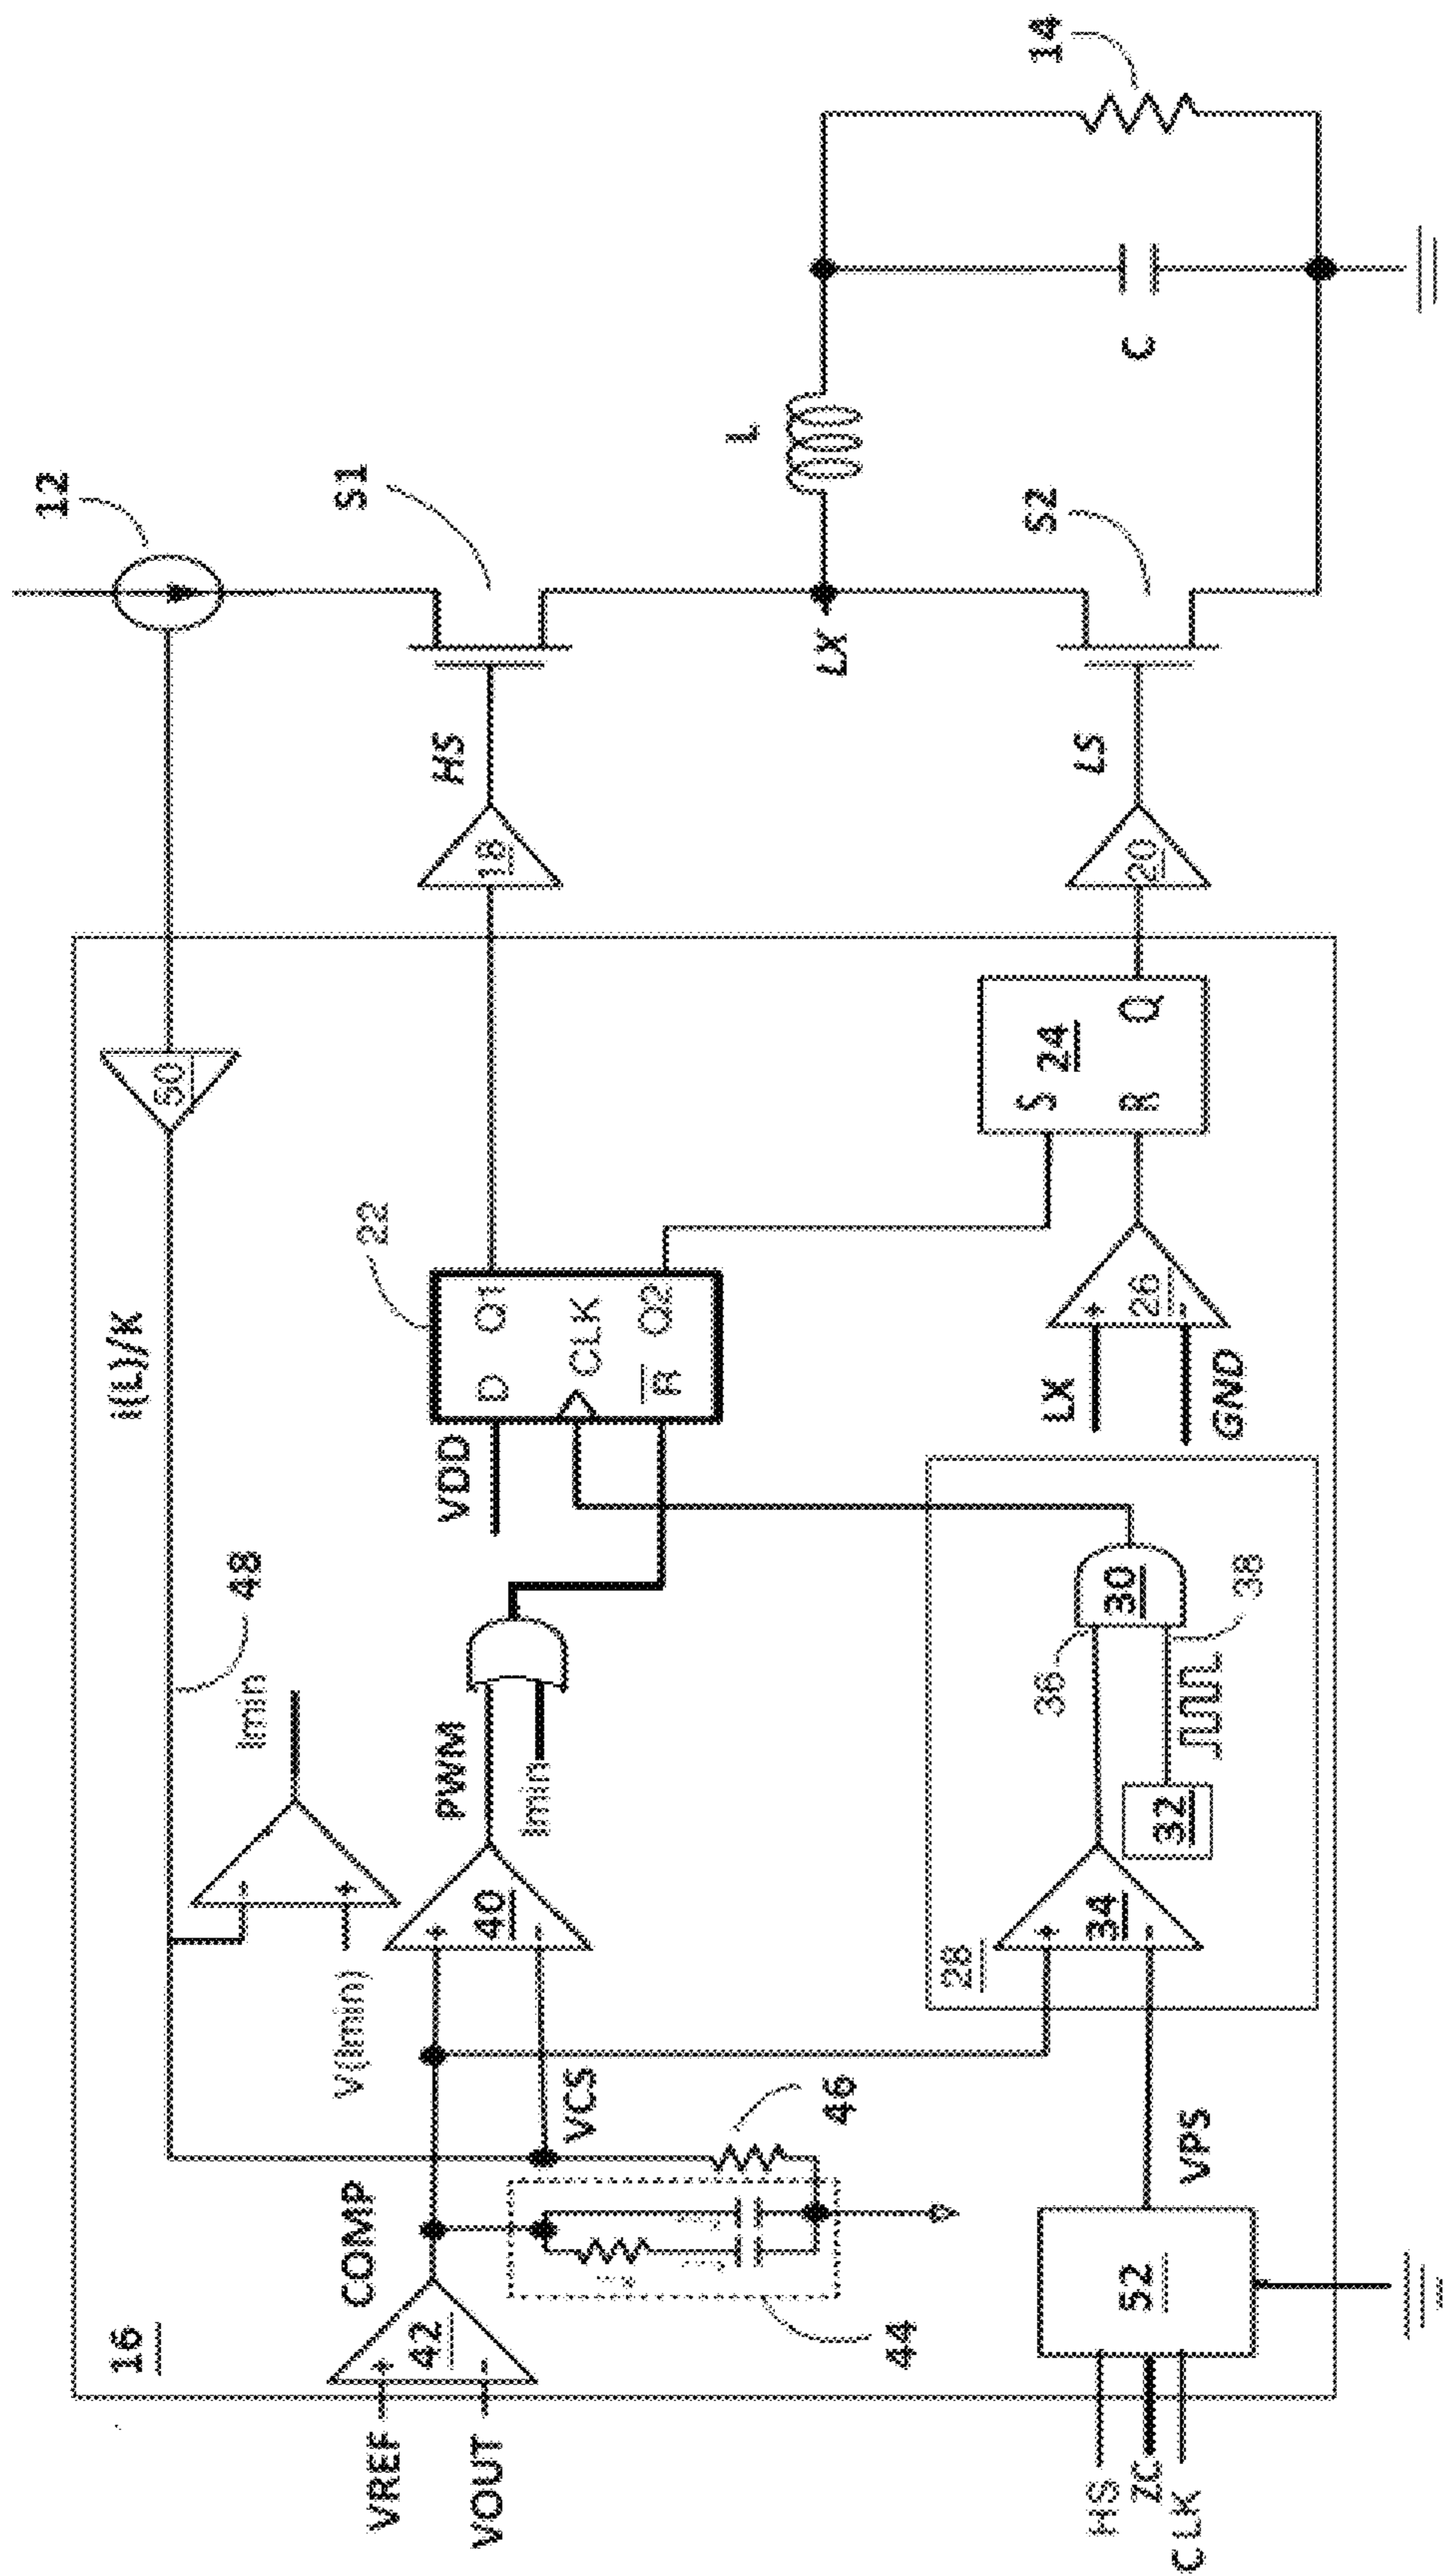 16
VREF
+
VOUT
-
42
COMP
44
46
VCS
V(Imin)
-
+
Imin
48
i(L)/K
50
12
+
-
40
PWM
Imin
VDD
22
D
Q1
CLK
R
Q2
18
HS
S1
LX
L
C
14
S2
LS
20
24
S
R
Q
LX
+
GND
-
26
28
+
-
34
32
36
38
30
VPS
52
HS
ZC
CLK